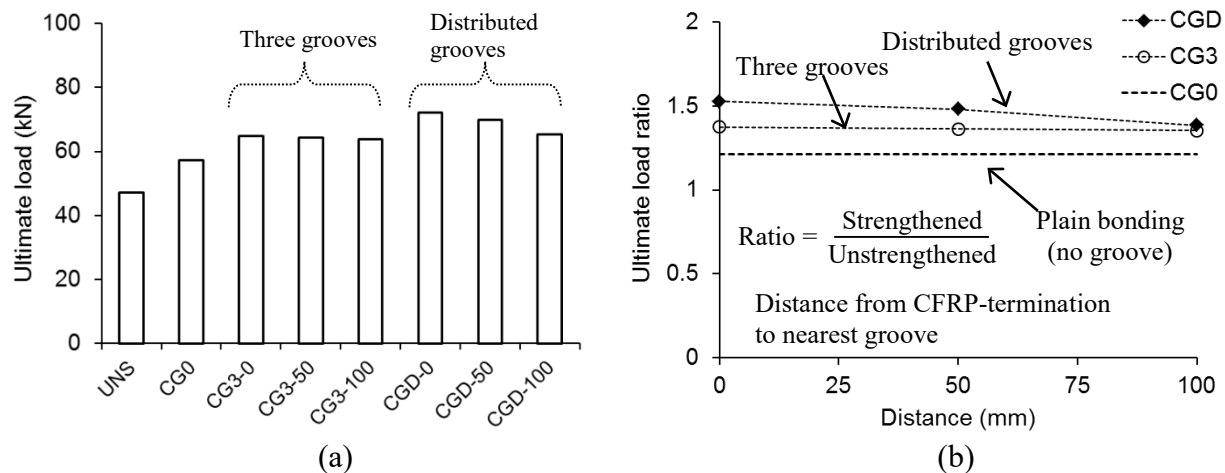 Ultimate load (kN)
100
80
60
40
20
0
Three grooves
Distributed
grooves
UNS
CG0
CG3-0
CG3-50
CG3-100
CGD-0
CGD-50
CGD-100
(a)
Ultimate load ratio
2
1.5
1
0.5
0
CGD
CG3
CG0
Distributed grooves
Three grooves
Plain bonding
(no groove)
Ratio = Strengthened
Unstrengthened
Distance from CFRP-termination
to nearest groove
0 25 50 75 100
Distance (mm)
(b)